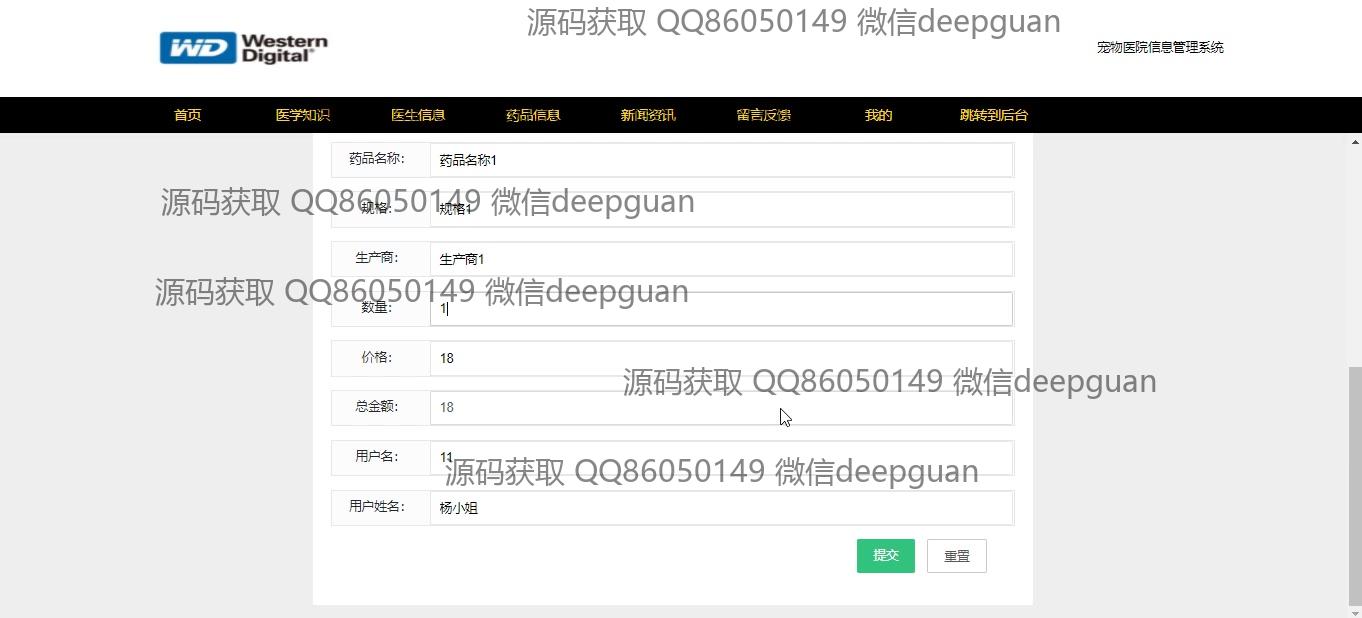 源码获取 QQ86050149 微信deepguan
WD Western Digital®
宠物医院信息管理系统
首页 医学知识 医生信息 药品信息 新闻资讯 留言反馈 我的 跳转到后台
药品名称: 药品名称1
源码获取 QQ86050149 微信deepguan
规格: 规格1
生产商: 生产商1
源码获取 QQ86050149 微信deepguan
数量: 1
价格: 18
源码获取 QQ86050149 微信deepguan
总金额: 18
用户名: 11
源码获取 QQ86050149 微信deepguan
用户姓名: 杨小姐
提交 重置